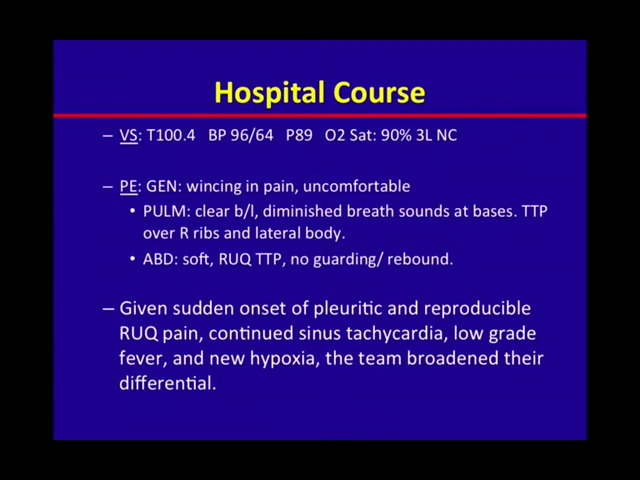 Hospital Course
– VS: T100.4 BP 96/64 P89 O2 Sat: 90% 3L NC
– PE: GEN: wincing in pain, uncomfortable
• PULM: clear b/l, diminished breath sounds at bases. TTP
over R ribs and lateral body.
• ABD: soft, RUQ TTP, no guarding/ rebound.
– Given sudden onset of pleuritic and reproducible
RUQ pain, continued sinus tachycardia, low grade
fever, and new hypoxia, the team broadened their
differential.